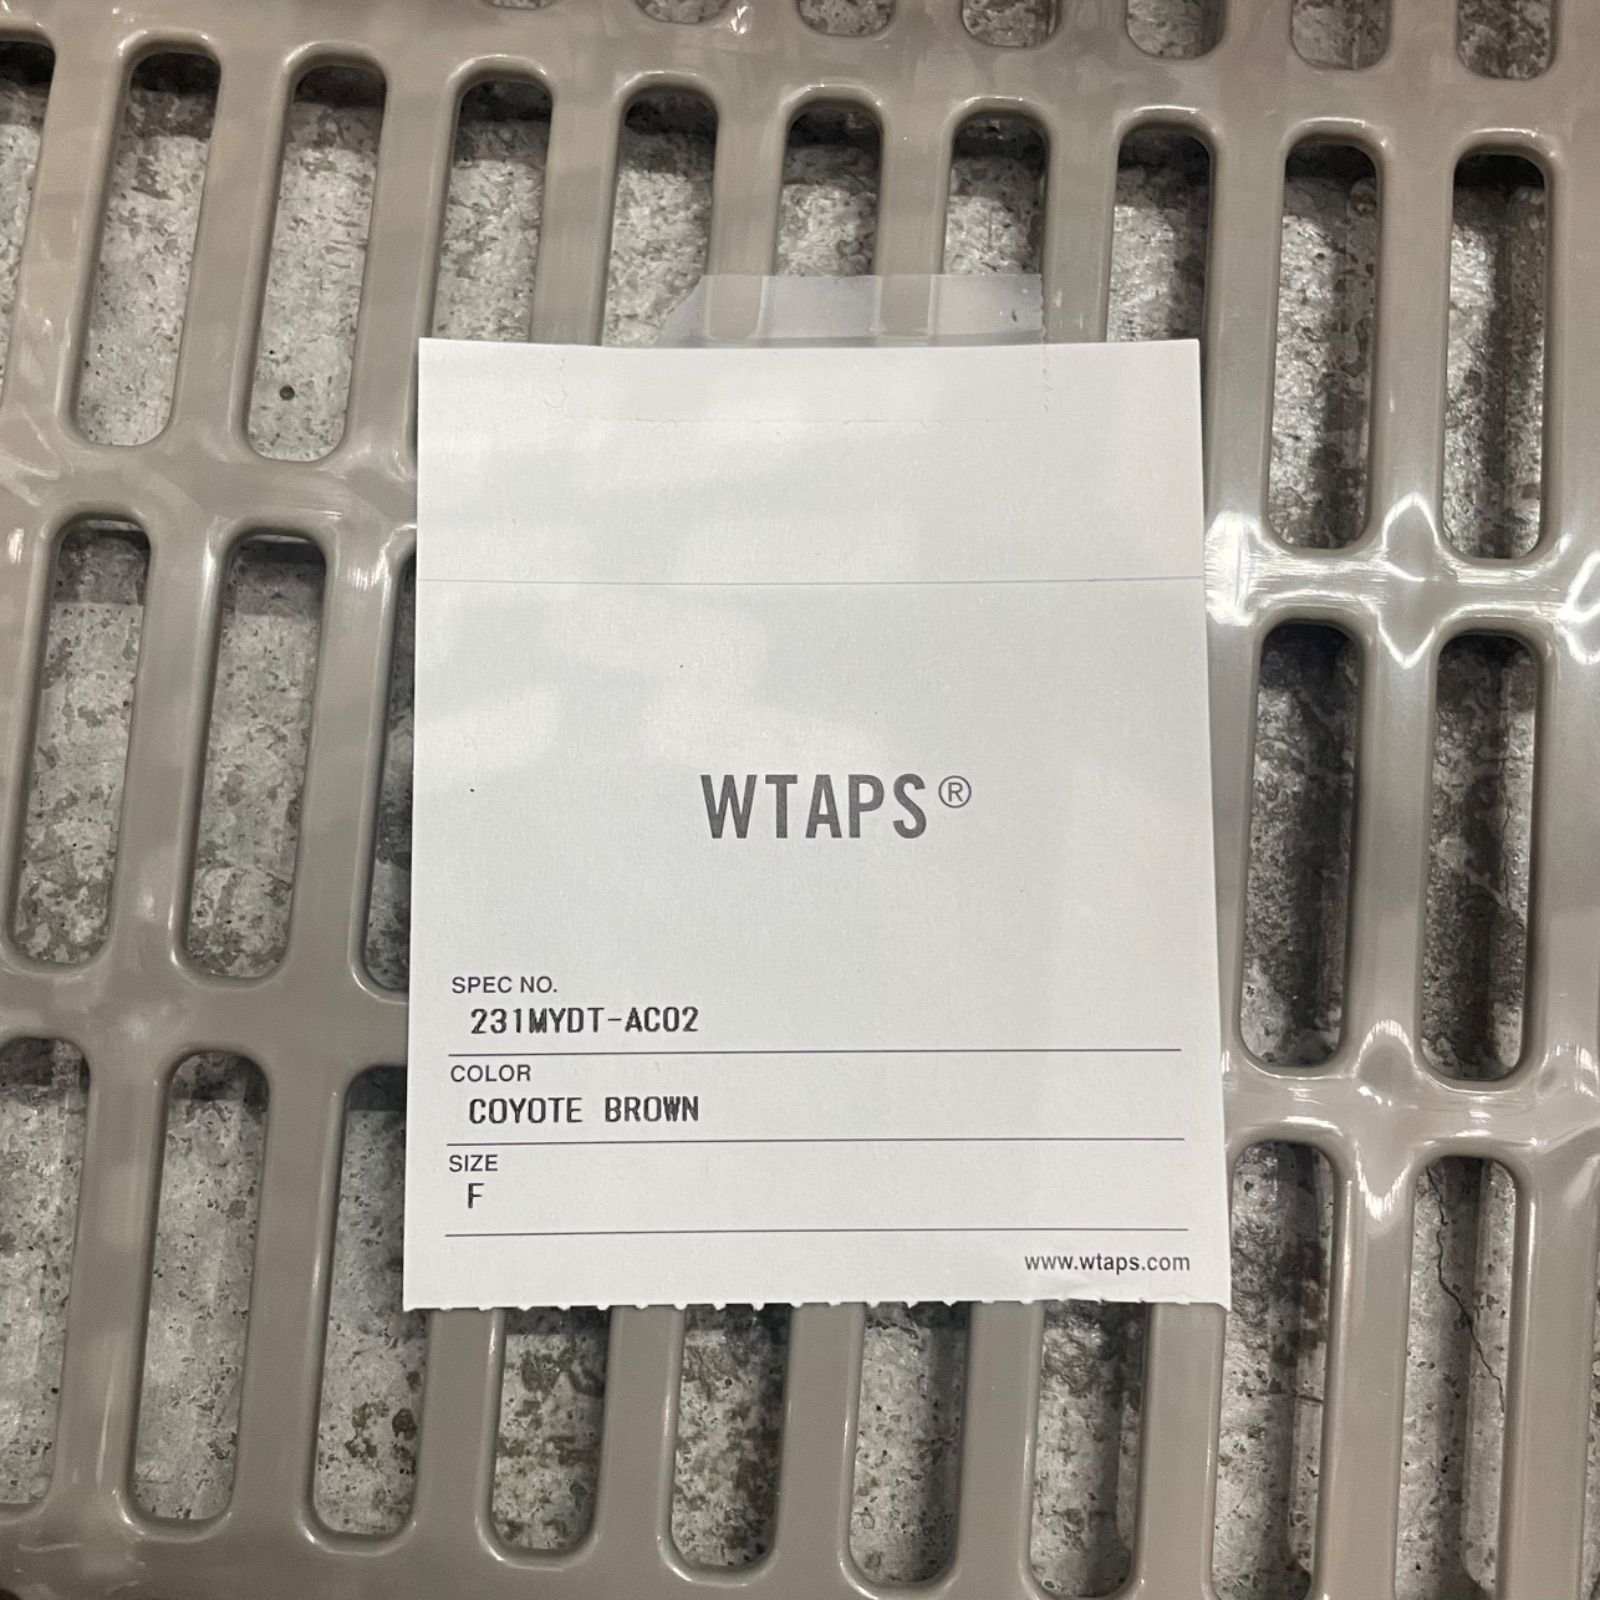 WTAPS®
SPEC NO.
231MYDT-AC02
COLOR
COYOTE BROWN
SIZE
F
www.wtaps.com